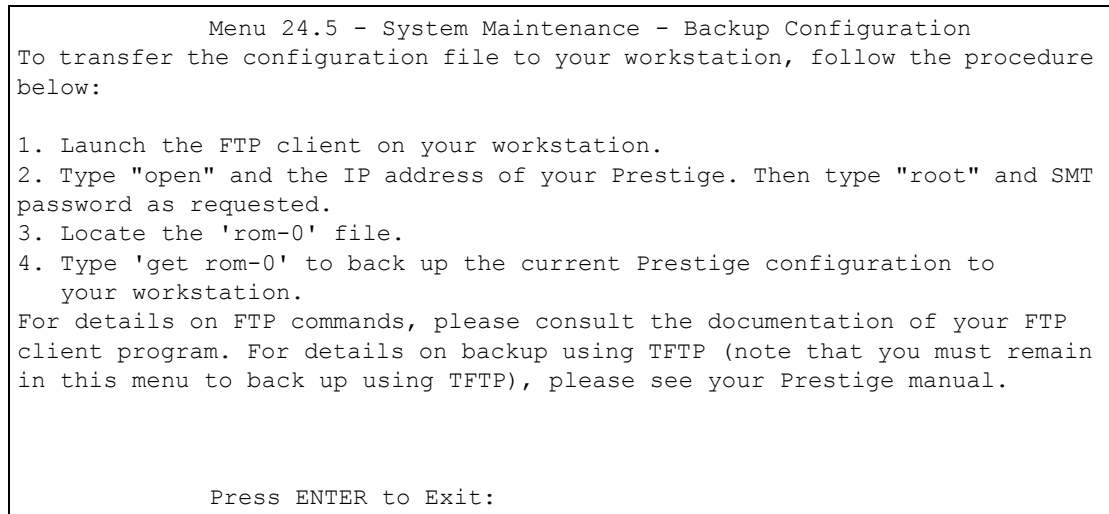 Menu 24.5 - System Maintenance - Backup Configuration
To transfer the configuration file to your workstation, follow the procedure
below:
1. Launch the FTP client on your workstation.
2. Type "open" and the IP address of your Prestige. Then type "root" and SMT
password as requested.
3. Locate the 'rom-0' file.
4. Type 'get rom-0' to back up the current Prestige configuration to
your workstation.
For details on FTP commands, please consult the documentation of your FTP
client program. For details on backup using TFTP (note that you must remain
in this menu to back up using TFTP), please see your Prestige manual.
Press ENTER to Exit: